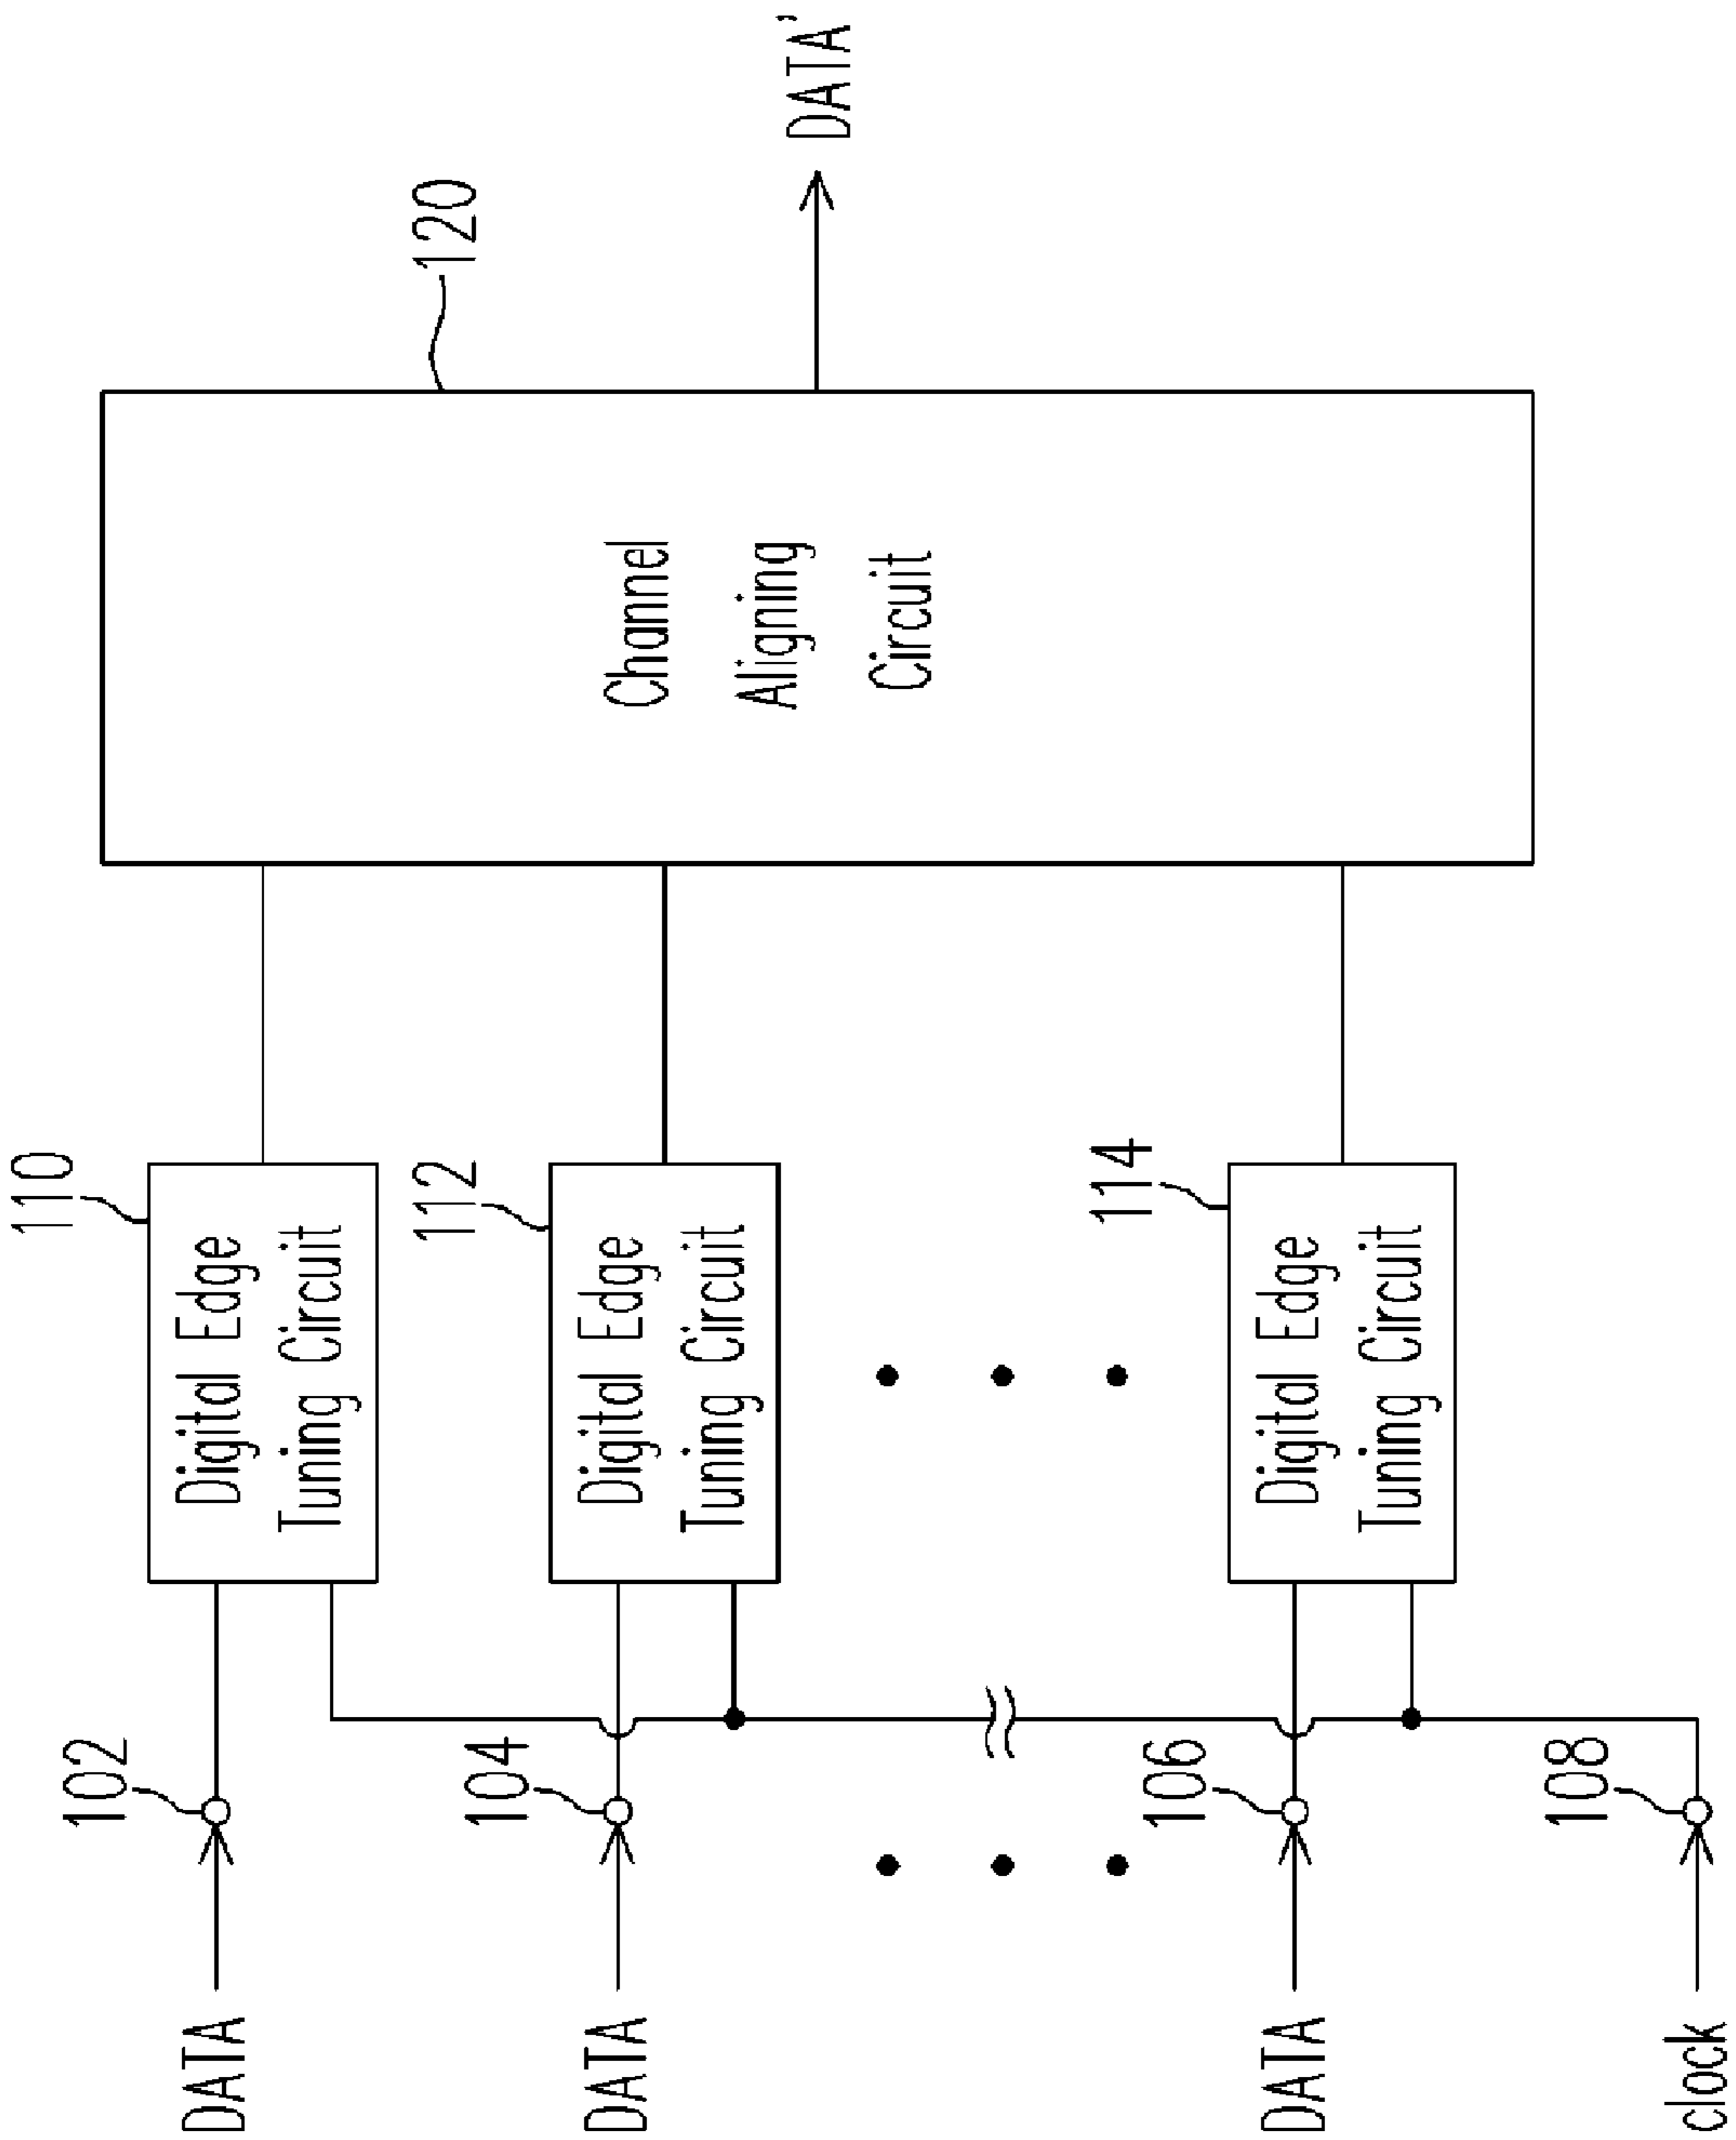 DATA
102
110
Digital Edge
Tuning Circuit
DATA
104
112
Digital Edge
Tuning Circuit
DATA
106
114
Digital Edge
Tuning Circuit
clock
108
Channel
Aligning
Circuit
120
DATA'